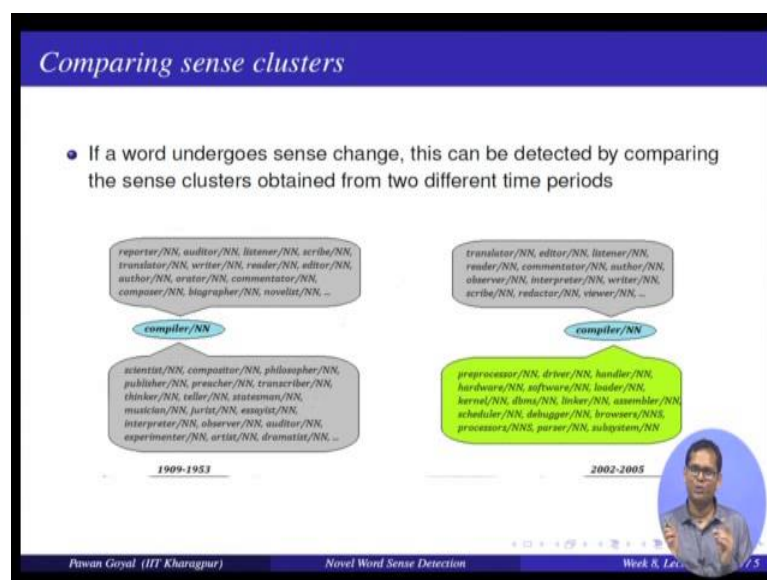 Comparing sense clusters
If a word undergoes sense change, this can be detected by comparing
the sense clusters obtained from two different time periods
reporter/NN, auditor/NN, listener/NN, scribe/NN,
translator/NN, writer/NN, reader/NN, editor/NN,
author/NN, orator/NN, commentator/NN,
composer/NN, biographer/NN, novelist/NN, ...
compiler/NN
scientist/NN, compositor/NN, philosopher/NN,
publisher/NN, preacher/NN, transcriber/NN,
thinker/NN, teller/NN, statesman/NN,
musician/NN, jurist/NN, essayist/NN,
interpreter/NN, observer/NN, auditor/NN,
experimenter/NN, artist/NN, dramatist/NN, ...
1909-1953
translator/NN, editor/NN, listener/NN,
reader/NN, commentator/NN, author/NN,
observer/NN, interpreter/NN, writer/NN,
scribe/NN, redactor/NN, viewer/NN, ...
compiler/NN
preprocessor/NN, driver/NN, handler/NN,
hardware/NN, software/NN, loader/NN,
kernel/NN, dbms/NN, linker/NN, assembler/NN,
scheduler/NN, debugger/NN, browsers/NNS,
processors/NNS, parser/NN, subsystem/NN
2002-2005
Pawan Goyal (IIT Kharagpur) Novel Word Sense Detection Week 8, / 5